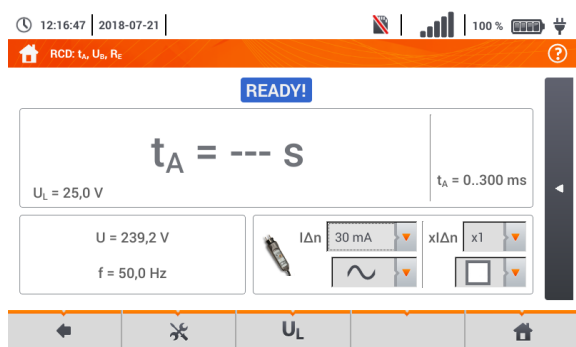 12:16:47 2018-07-21 100 %
RCD: tA, UB, RE ?
READY!
tA = --- s
UL = 25,0 V
tA = 0..300 ms
U = 239,2 V
f = 50,0 Hz
IΔn 30 mA xIΔn x1
UL